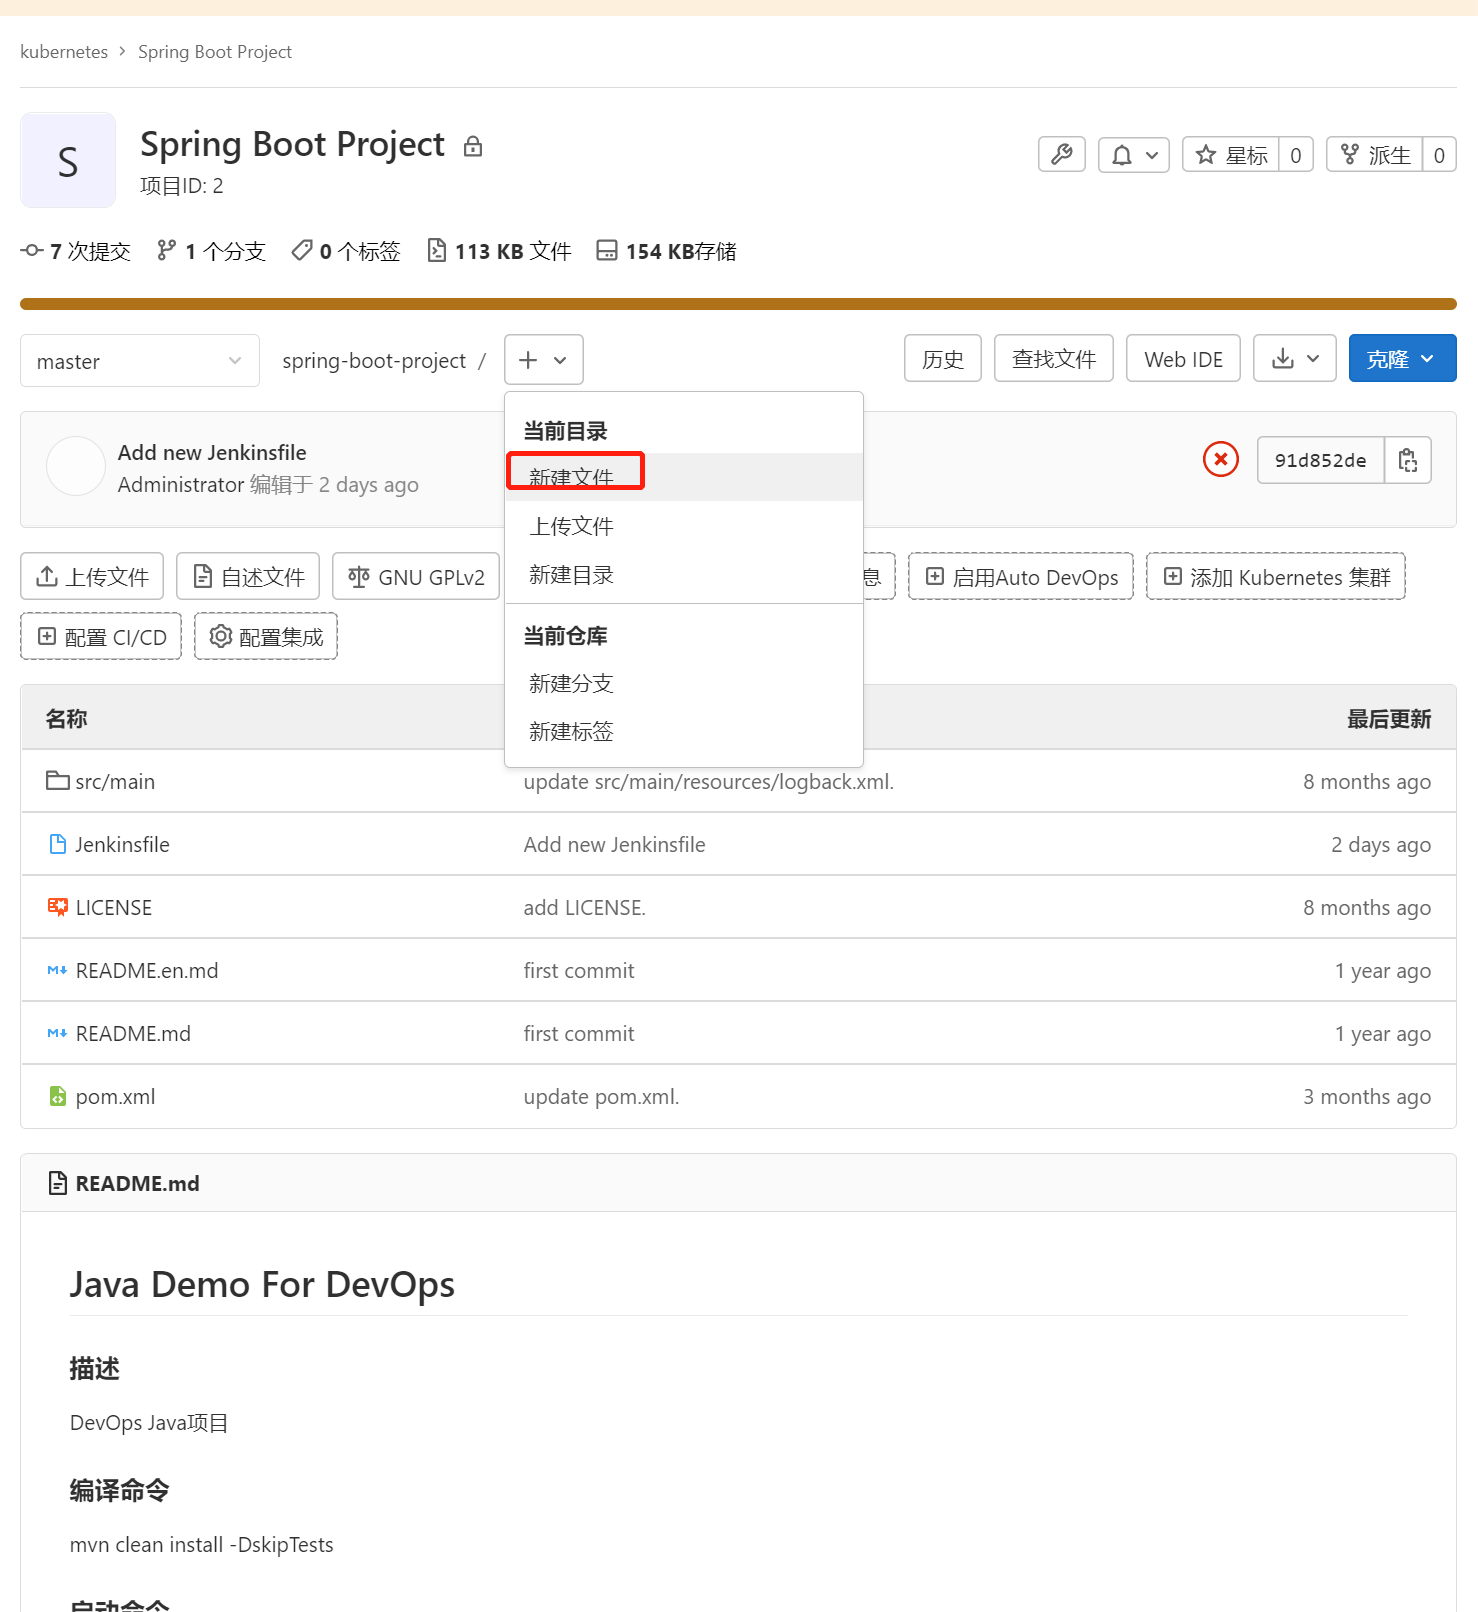 kubernetes > Spring Boot Project
S
Spring Boot Project
项目ID: 2
星标 0
派生 0
7 次提交 1 个分支 0 个标签 113 KB 文件 154 KB存储
master
spring-boot-project /
历史 查找文件 Web IDE 克隆
当前目录
新建文件
上传文件
新建目录
当前仓库
新建分支
新建标签
Add new Jenkinsfile
Administrator 编辑于 2 days ago
91d852de
上传文件 自述文件 GNU GPLv2 息 启用Auto DevOps 添加 Kubernetes 集群
配置 CI/CD 配置集成
名称 最后更新
src/main update src/main/resources/logback.xml. 8 months ago
Jenkinsfile Add new Jenkinsfile 2 days ago
LICENSE add LICENSE. 8 months ago
README.en.md first commit 1 year ago
README.md first commit 1 year ago
pom.xml update pom.xml. 3 months ago
README.md
Java Demo For DevOps
描述
DevOps Java项目
编译命令
mvn clean install -DskipTests
启动命令